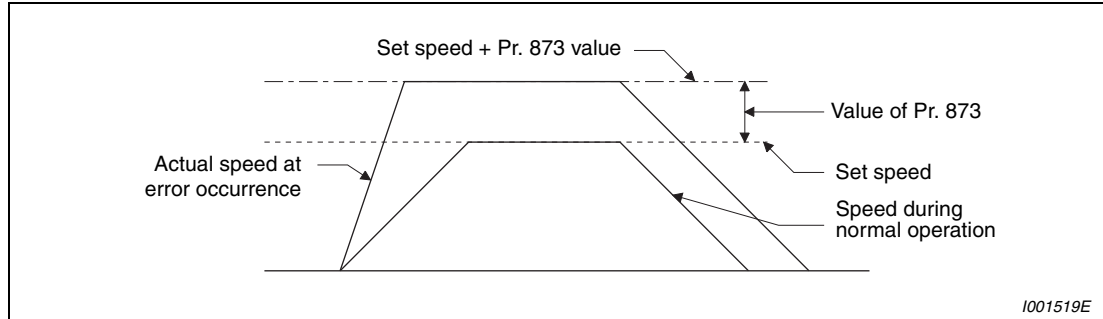 Set speed + Pr. 873 value
Value of Pr. 873
Actual speed at
error occurrence
Set speed
Speed during
normal operation
I001519E